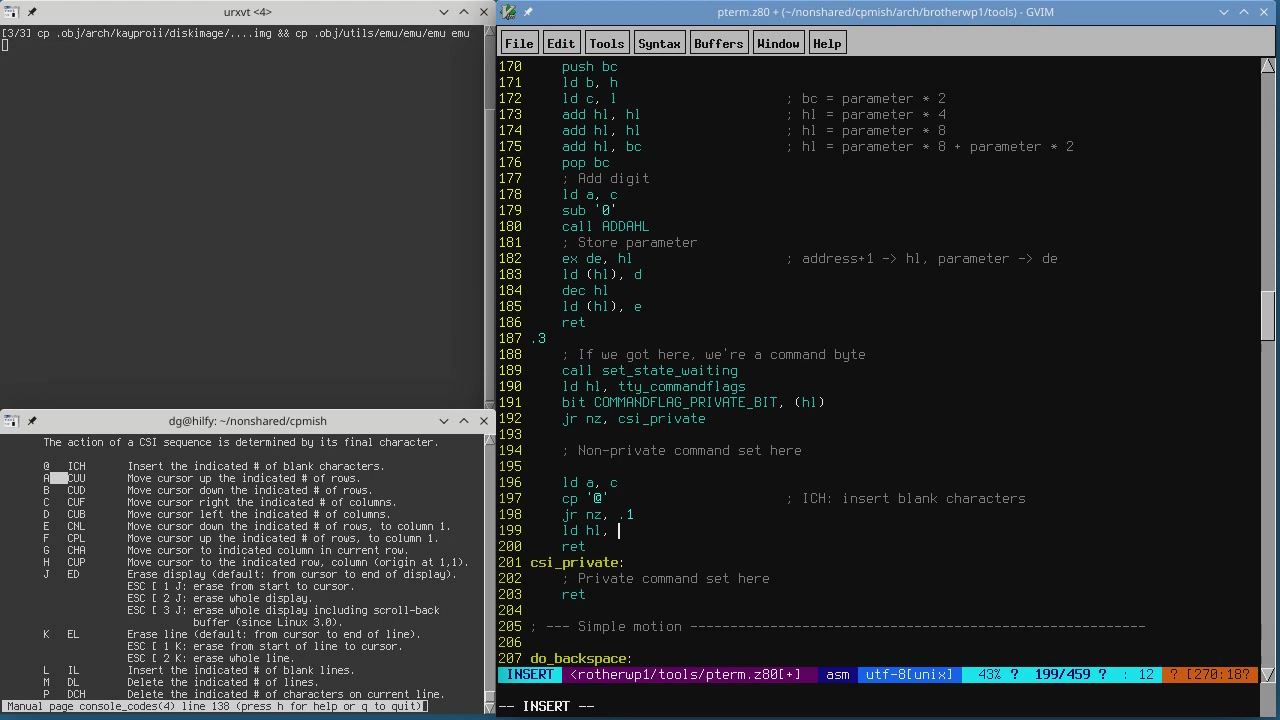 urxvt <4>
[3/3] cp .obj/arch/kayproii/diskimage/....img && cp .obj/utils/emu/emu/emu emu
dg@hilfy: ~/nonshared/cpmish
The action of a CSI sequence is determined by its final character.
@ ICH Insert the indicated # of blank characters.
A CUU Move cursor up the indicated # of rows.
B CUD Move cursor down the indicated # of rows.
C CUF Move cursor right the indicated # of columns.
D CUB Move cursor left the indicated # of columns.
E CNL Move cursor down the indicated # of rows, to column 1.
F CPL Move cursor up the indicated # of rows, to column 1.
G CHA Move cursor to indicated column in current row.
H CUP Move cursor to the indicated row, column (origin at 1,1).
J ED Erase display (default: from cursor to end of display).
ESC [ 1 J: erase from start to cursor.
ESC [ 2 J: erase whole display.
ESC [ 3 J: erase whole display including scroll-back
buffer (since Linux 3.0).
K EL Erase line (default: from cursor to end of line).
ESC [ 1 K: erase from start of line to cursor.
ESC [ 2 K: erase whole line.
L IL Insert the indicated # of blank lines.
M DL Delete the indicated # of lines.
P DCH Delete the indicated # of characters on current line.
Manual page console_codes(4) line 165 (press h for help or q to quit)
pterm.z80 + (~/nonshared/cpmish/arch/brotherwp1/tools) - GVIM
File Edit Tools Syntax Buffers Window Help
170 push bc
171 ld b, h
172 ld c, l ; bc = parameter * 2
173 add hl, hl ; hl = parameter * 4
174 add hl, hl ; hl = parameter * 8
175 add hl, bc ; hl = parameter * 8 + parameter * 2
176 pop bc
177 ; Add digit
178 ld a, c
179 sub '0'
180 call ADDAHL
181 ; Store parameter
182 ex de, hl ; address+1 -> hl, parameter -> de
183 ld (hl), d
184 dec hl
185 ld (hl), e
186 ret
187 .3
188 ; If we got here, we're a command byte
189 call set_state_waiting
190 ld hl, tty_commandflags
191 bit COMMANDFLAG_PRIVATE_BIT, (hl)
192 jr nz, csi_private
193
194 ; Non-private command set here
195
196 ld a, c
197 cp '@' ; ICH: insert blank characters
198 jr nz, .1
199 ld hl,
200 ret
201 csi_private:
202 ; Private command set here
203 ret
204
205 ; --- Simple motion ---------------------------------------------------------
206
207 do_backspace:
INSERT <rotherwp1/tools/pterm.z80[+] asm utf-8[unix] 43% ? 199/459 ? : 12 ? [270:18?
-- INSERT --